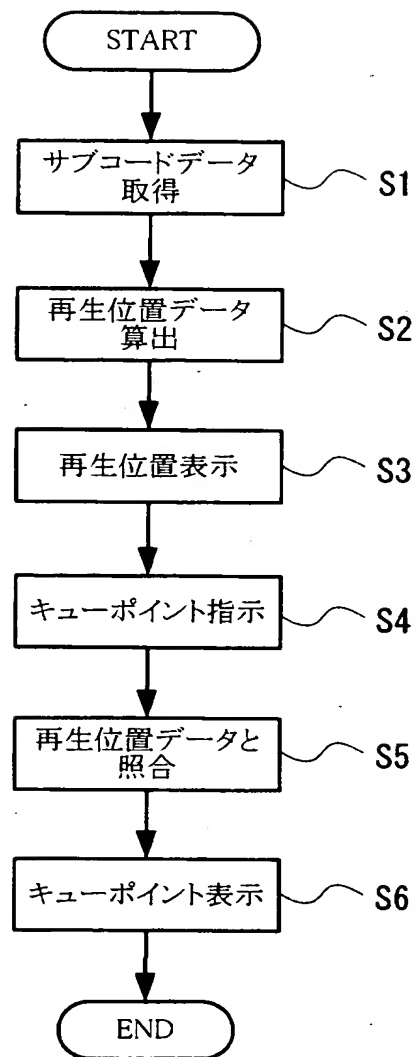 START
サブコードデータ
取得
S1
再生位置データ
算出
S2
再生位置表示
S3
キューポイント指示
S4
再生位置データと
照合
S5
キューポイント表示
S6
END